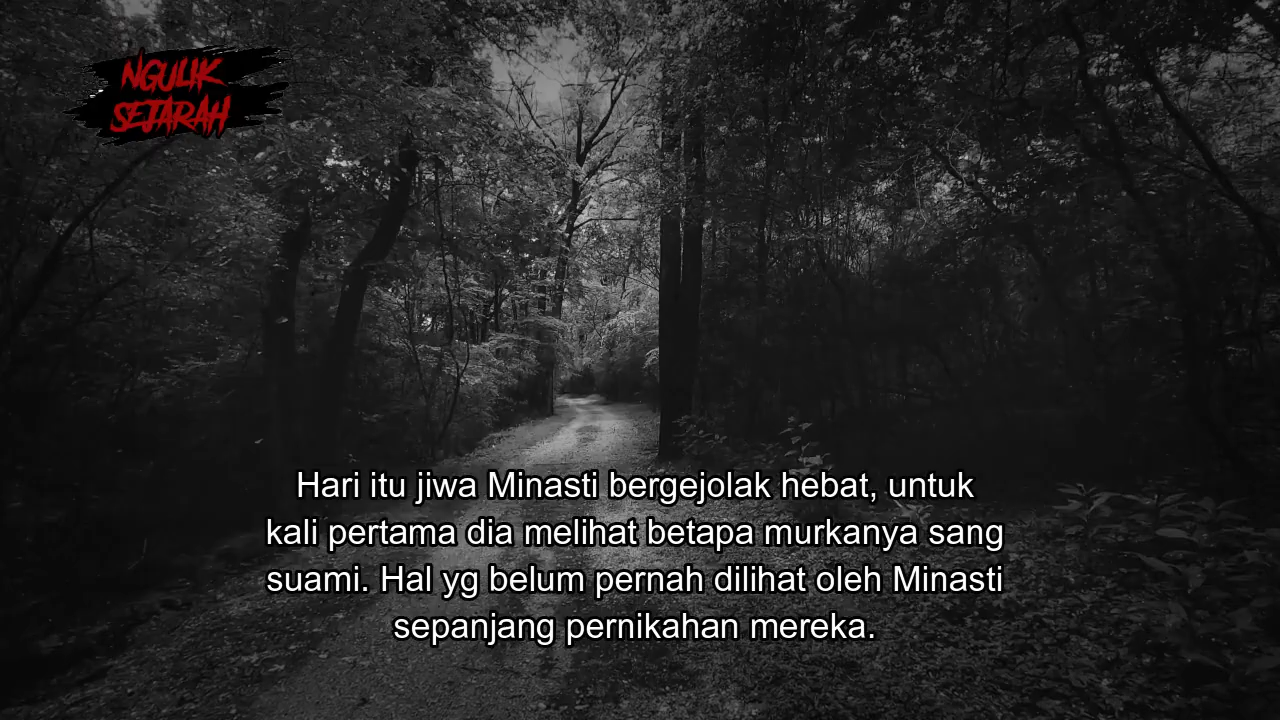 NGULIK
SEJARAH
Hari itu jiwa Minasti bergejolak hebat, untuk
kali pertama dia melihat betapa murkanya sang
suami. Hal yg belum pernah dilihat oleh Minasti
sepanjang pernikahan mereka.